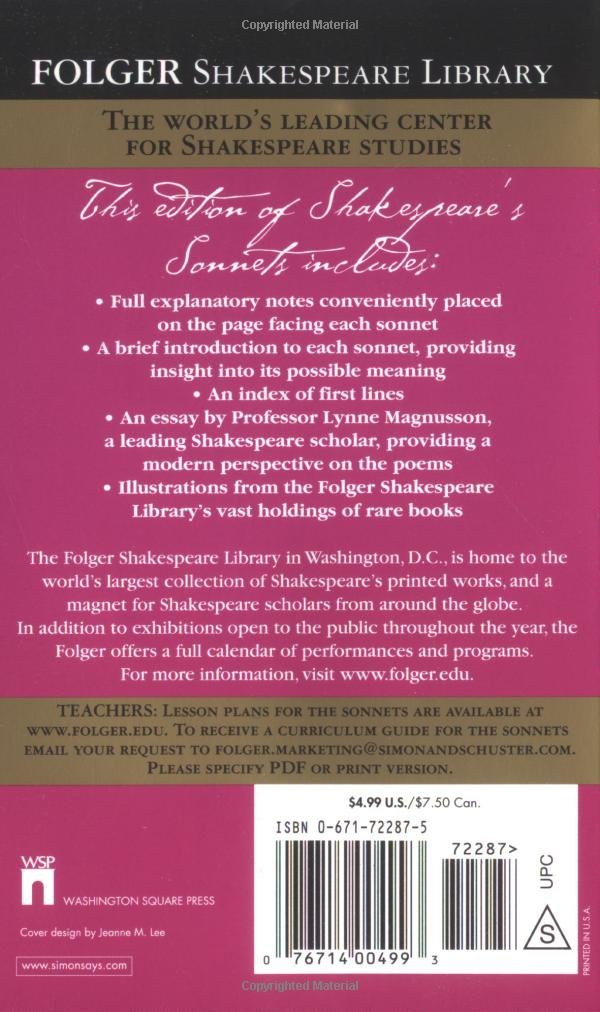 Copyrighted Material
FOLGER SHAKESPEARE LIBRARY
THE WORLD'S LEADING CENTER
FOR SHAKESPEARE STUDIES
This edition of Shakespeare's
Sonnets includes:
• Full explanatory notes conveniently placed
on the page facing each sonnet
• A brief introduction to each sonnet, providing
insight into its possible meaning
• An index of first lines
• An essay by Professor Lynne Magnusson,
a leading Shakespeare scholar, providing a
modern perspective on the poems
• Illustrations from the Folger Shakespeare
Library's vast holdings of rare books
The Folger Shakespeare Library in Washington, D.C., is home to the
world's largest collection of Shakespeare's printed works, and a
magnet for Shakespeare scholars from around the globe.
In addition to exhibitions open to the public throughout the year, the
Folger offers a full calendar of performances and programs.
For more information, visit www.folger.edu.
TEACHERS: LESSON PLANS FOR THE SONNETS ARE AVAILABLE AT
WWW.FOLGER.EDU. TO RECEIVE A CURRICULUM GUIDE FOR THE SONNETS
EMAIL YOUR REQUEST TO FOLGER.MARKETING@SIMONANDSCHUSTER.COM.
PLEASE SPECIFY PDF OR PRINT VERSION.
$4.99 U.S./$7.50 Can.
ISBN 0-671-72287-5
72287>
UPC
S
0 76714 00499 3
PRINTED IN U.S.A.
WSP
WASHINGTON SQUARE PRESS
Cover design by Jeanne M. Lee
www.simonsays.com
Copyrighted Material